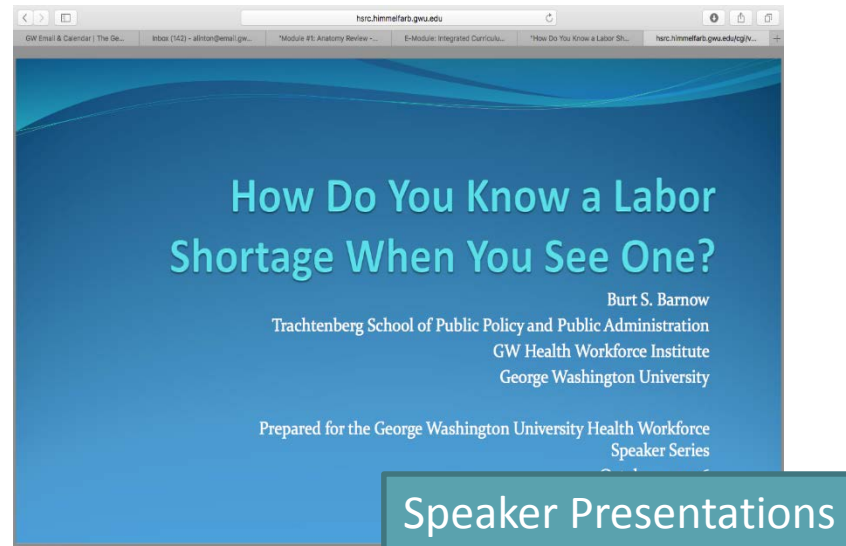 hsrc.himmelfarb.gwu.edu
GW Email & Calendar | The Ge...
Inbox (142) - alinton@email.gw...
"Module #1: Anatomy Review -...
E-Module: Integrated Curriculu...
"How Do You Know a Labor Sh...
hsrc.himmelfarb.gwu.edu/cgi/v...
How Do You Know a Labor
Shortage When You See One?
Burt S. Barnow
Trachtenberg School of Public Policy and Public Administration
GW Health Workforce Institute
George Washington University
Prepared for the George Washington University Health Workforce
Speaker Series
Speaker Presentations